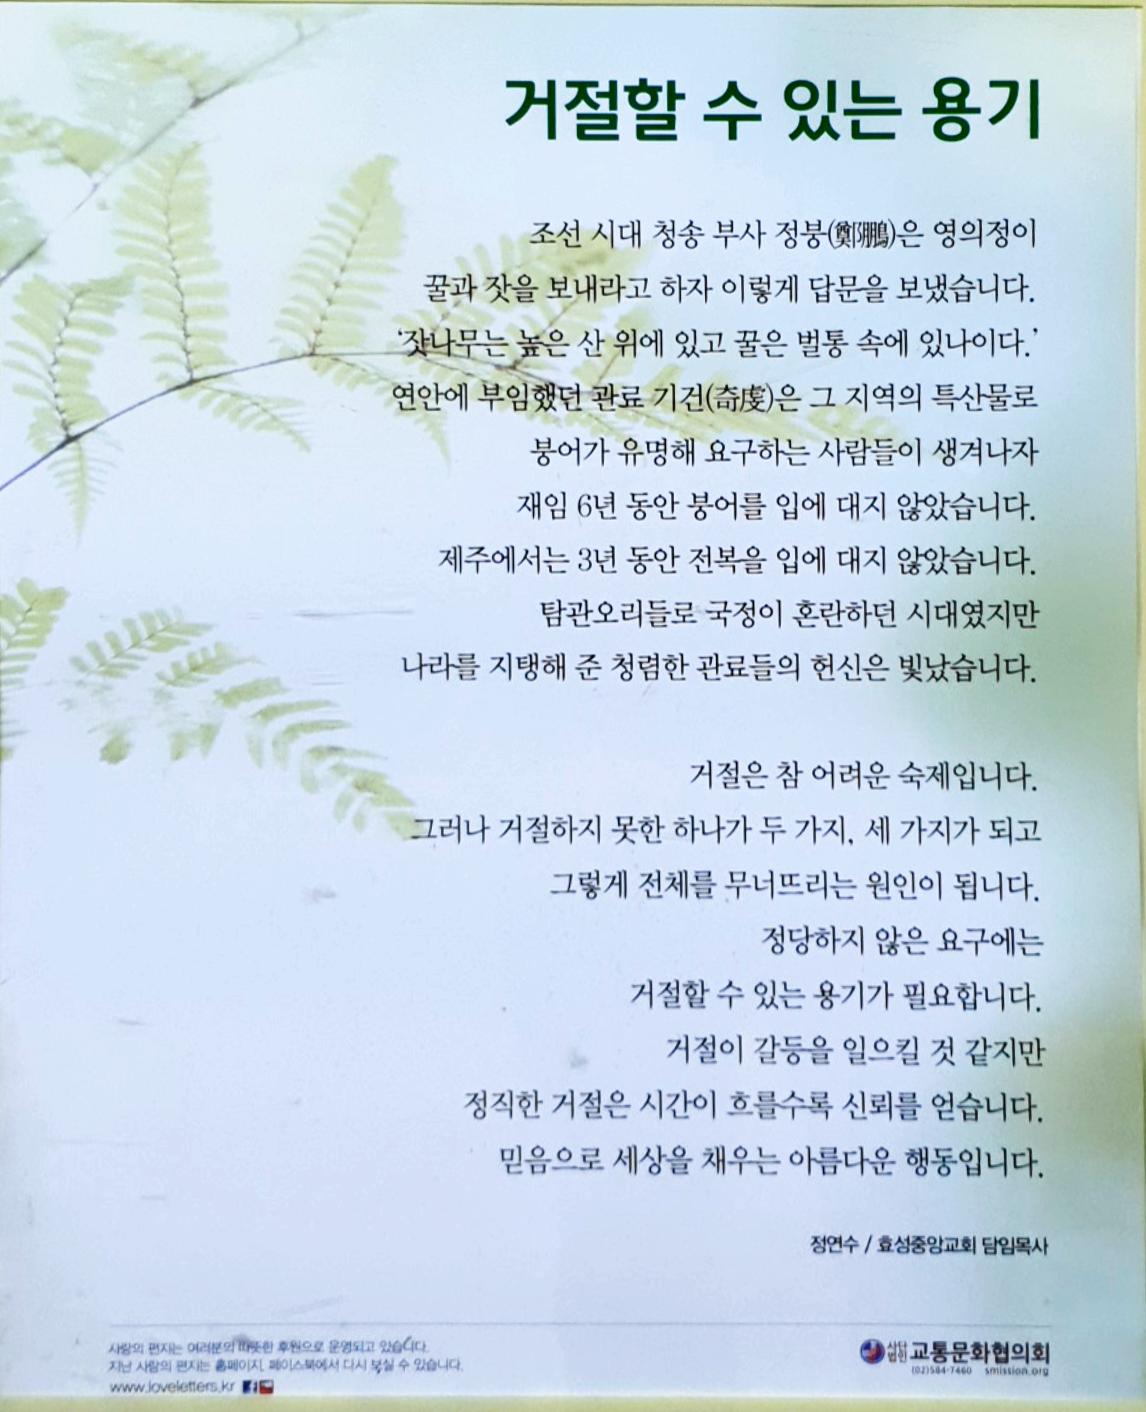 거절할 수 있는 용기
조선 시대 청송 부사 정붕(鄭鵬)은 영의정이
꿀과 잣을 보내라고 하자 이렇게 답문을 보냈습니다.
‘잣나무는 높은 산 위에 있고 꿀은 벌통 속에 있나이다.’
연안에 부임했던 관료 기건(奇虔)은 그 지역의 특산물로
붕어가 유명해 요구하는 사람들이 생겨나자
재임 6년 동안 붕어를 입에 대지 않았습니다.
제주에서는 3년 동안 전복을 입에 대지 않았습니다.
탐관오리들로 국정이 혼란하던 시대였지만
나라를 지탱해 준 청렴한 관료들의 헌신은 빛났습니다.
거절은 참 어려운 숙제입니다.
그러나 거절하지 못한 하나가 두 가지, 세 가지가 되고
그렇게 전체를 무너뜨리는 원인이 됩니다.
정당하지 않은 요구에는
거절할 수 있는 용기가 필요합니다.
거절이 갈등을 일으킬 것 같지만
정직한 거절은 시간이 흐를수록 신뢰를 얻습니다.
믿음으로 세상을 채우는 아름다운 행동입니다.
정연수 / 효성중앙교회 담임목사
사랑의 편지는 여러분의 따뜻한 후원으로 운영되고 있습니다.
지난 사랑의 편지는 홈페이지, 페이스북에서 다시 보실 수 있습니다.
www.loveletters.kr
사단법인 교통문화협의회
(02)584-7460 smission.org